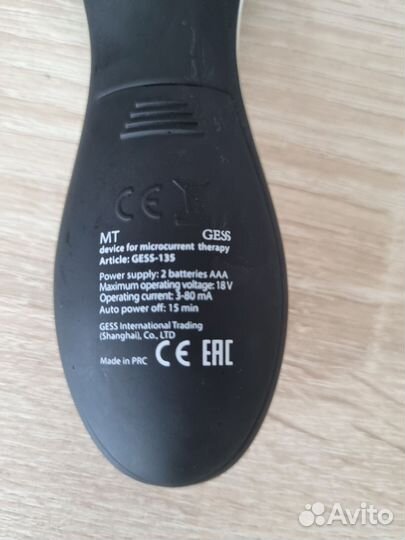 CE
MT GESS
device for microcurrent therapy
Article: GESS-135
Power supply: 2 batteries AAA
Maximum operating voltage: 18 V
Operating current: 3-80 mA
Auto power off: 15 min
GESS International Trading
(Shanghai), Co., LTD
Made in PRC CE EAC
Avito